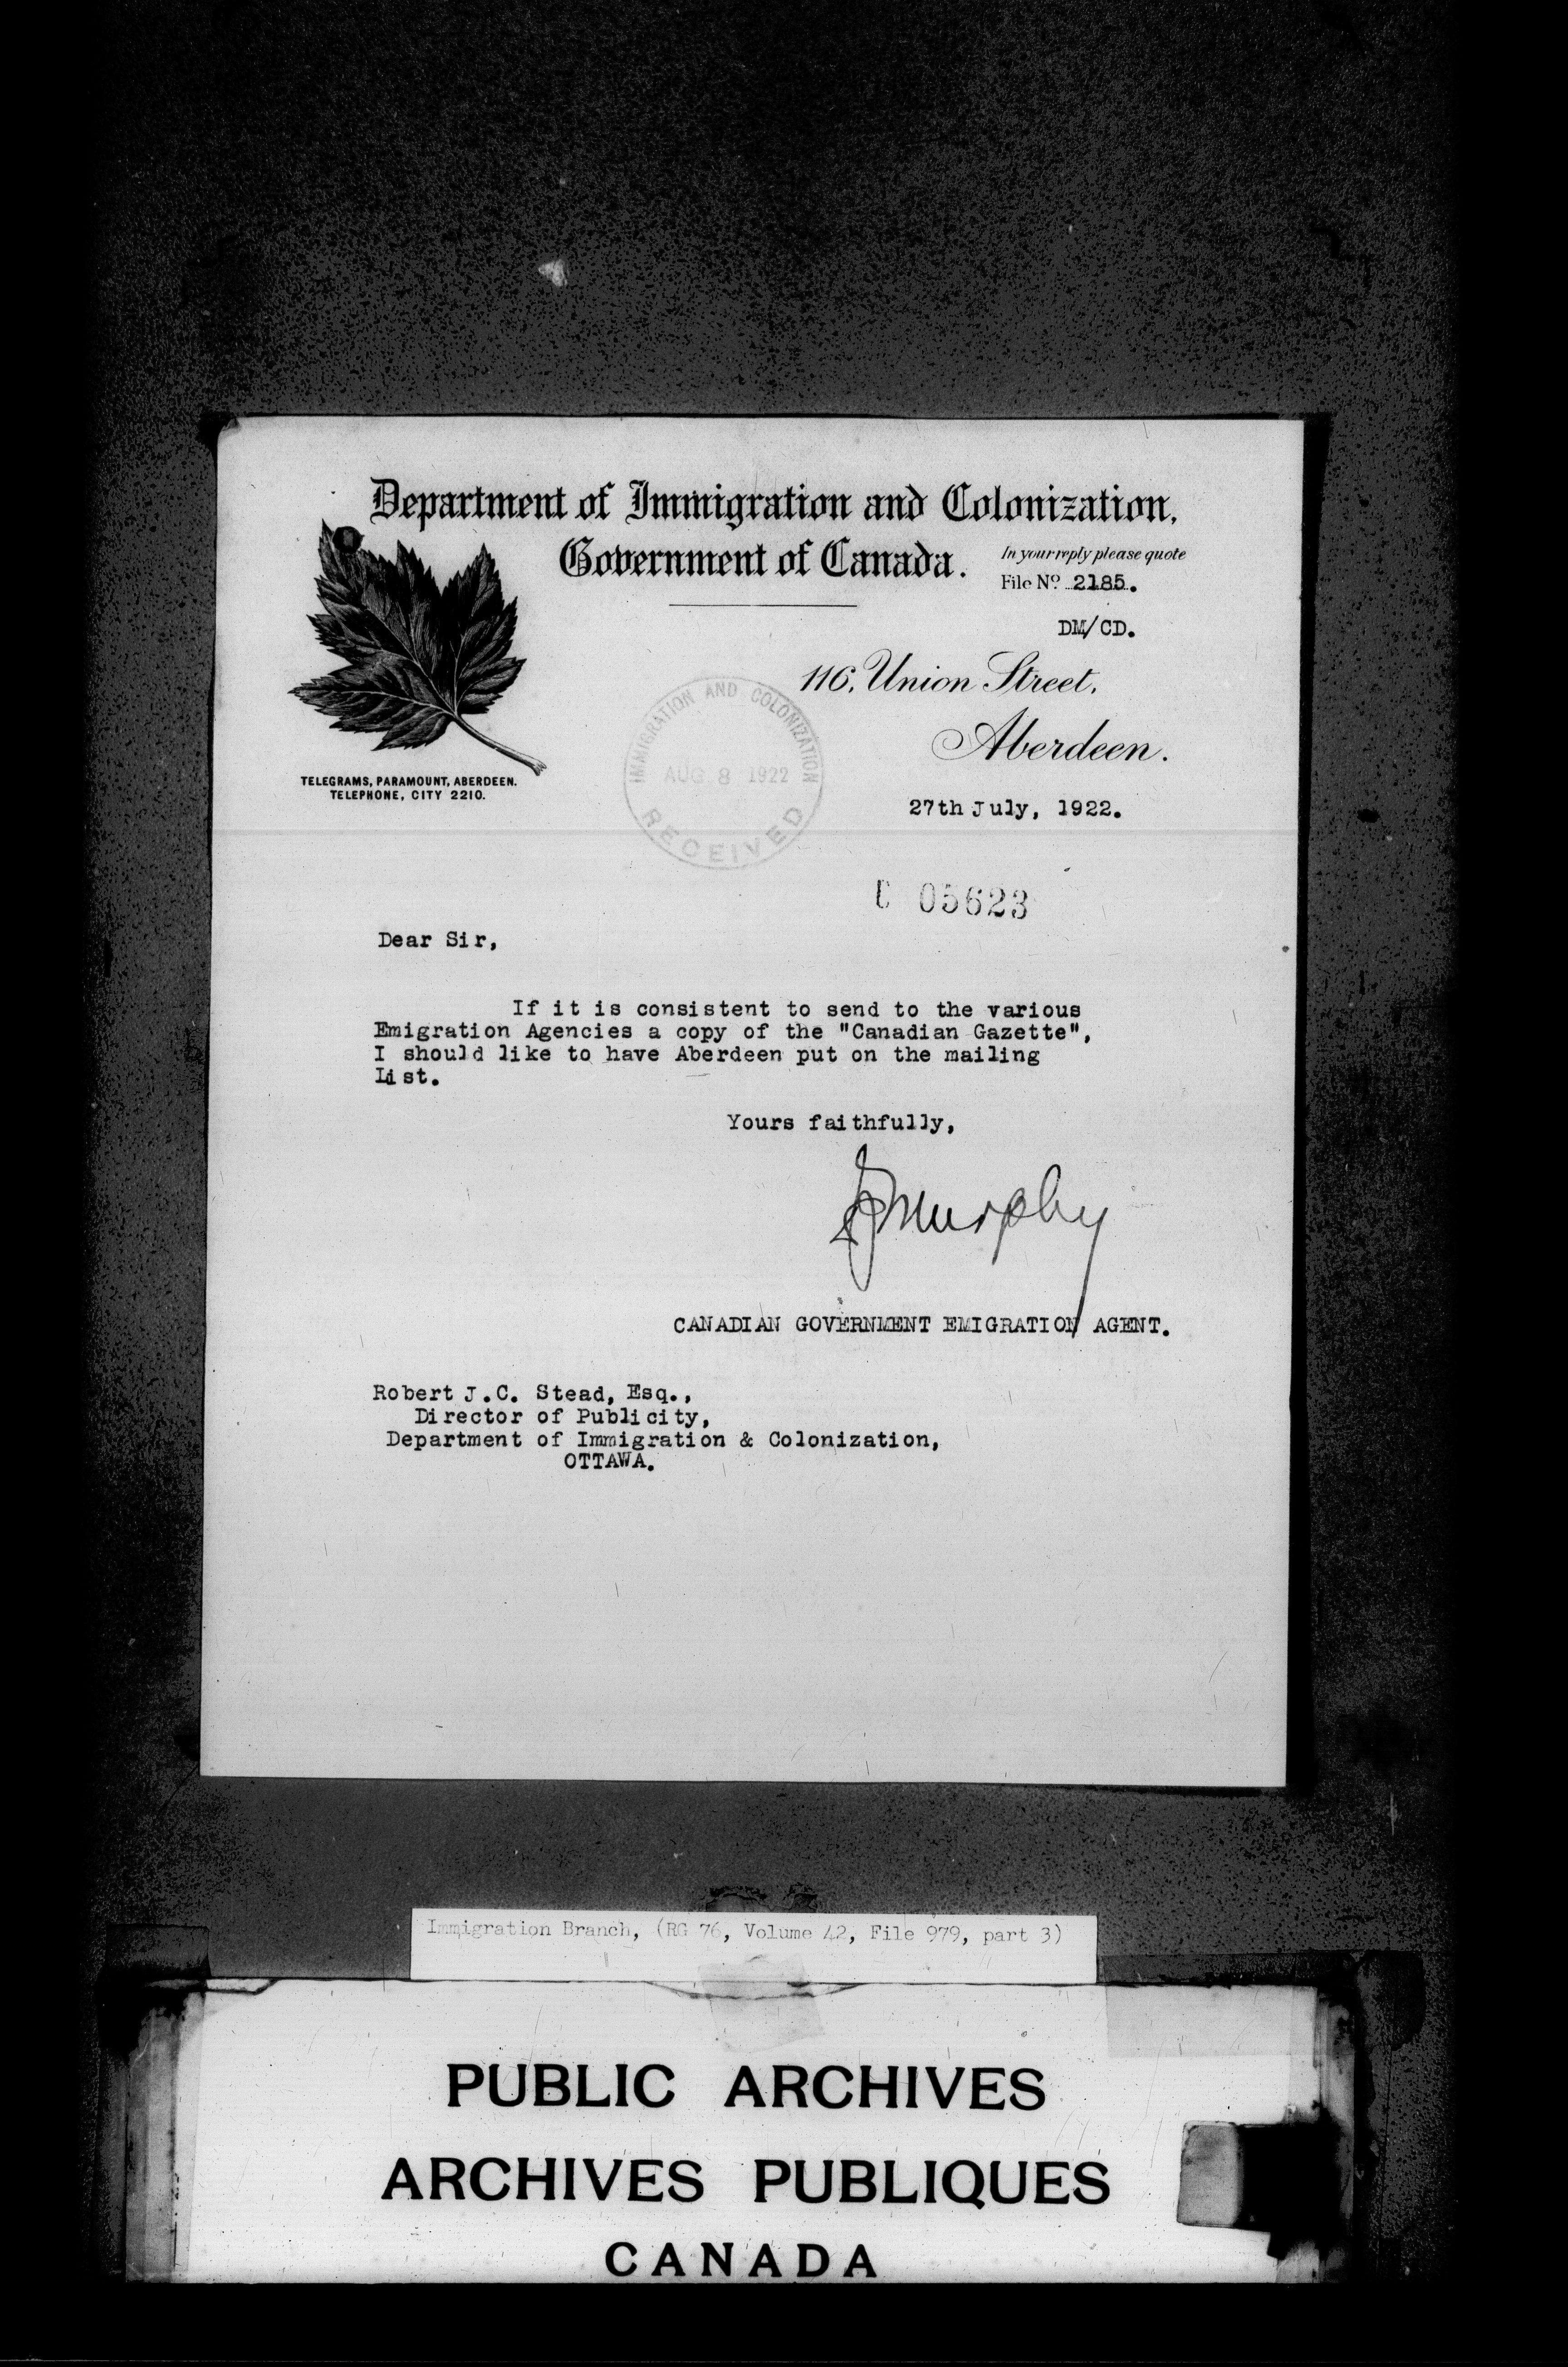 Department of Immigration and Colonization,
Government of Canada.
In your reply please quote
File No. 2185.
DM/CD.
116, Union Street,
Aberdeen.
TELEGRAMS, PARAMOUNT, ABERDEEN.
TELEPHONE, CITY 2210.
IMMIGRATION AND COLONIZATION
AUG 8 1922
RECEIVED
27th July, 1922.
05623
Dear Sir,
If it is consistent to send to the various
Emigration Agencies a copy of the "Canadian Gazette",
I should like to have Aberdeen put on the mailing
List.
Yours faithfully,
Murphy
CANADIAN GOVERNMENT EMIGRATION AGENT.
Robert J.C. Stead, Esq.,
Director of Publicity,
Department of Immigration & Colonization,
OTTAWA.
Immigration Branch, (RG 76, Volume 42, File 979, part 3)
PUBLIC ARCHIVES
ARCHIVES PUBLIQUES
CANADA